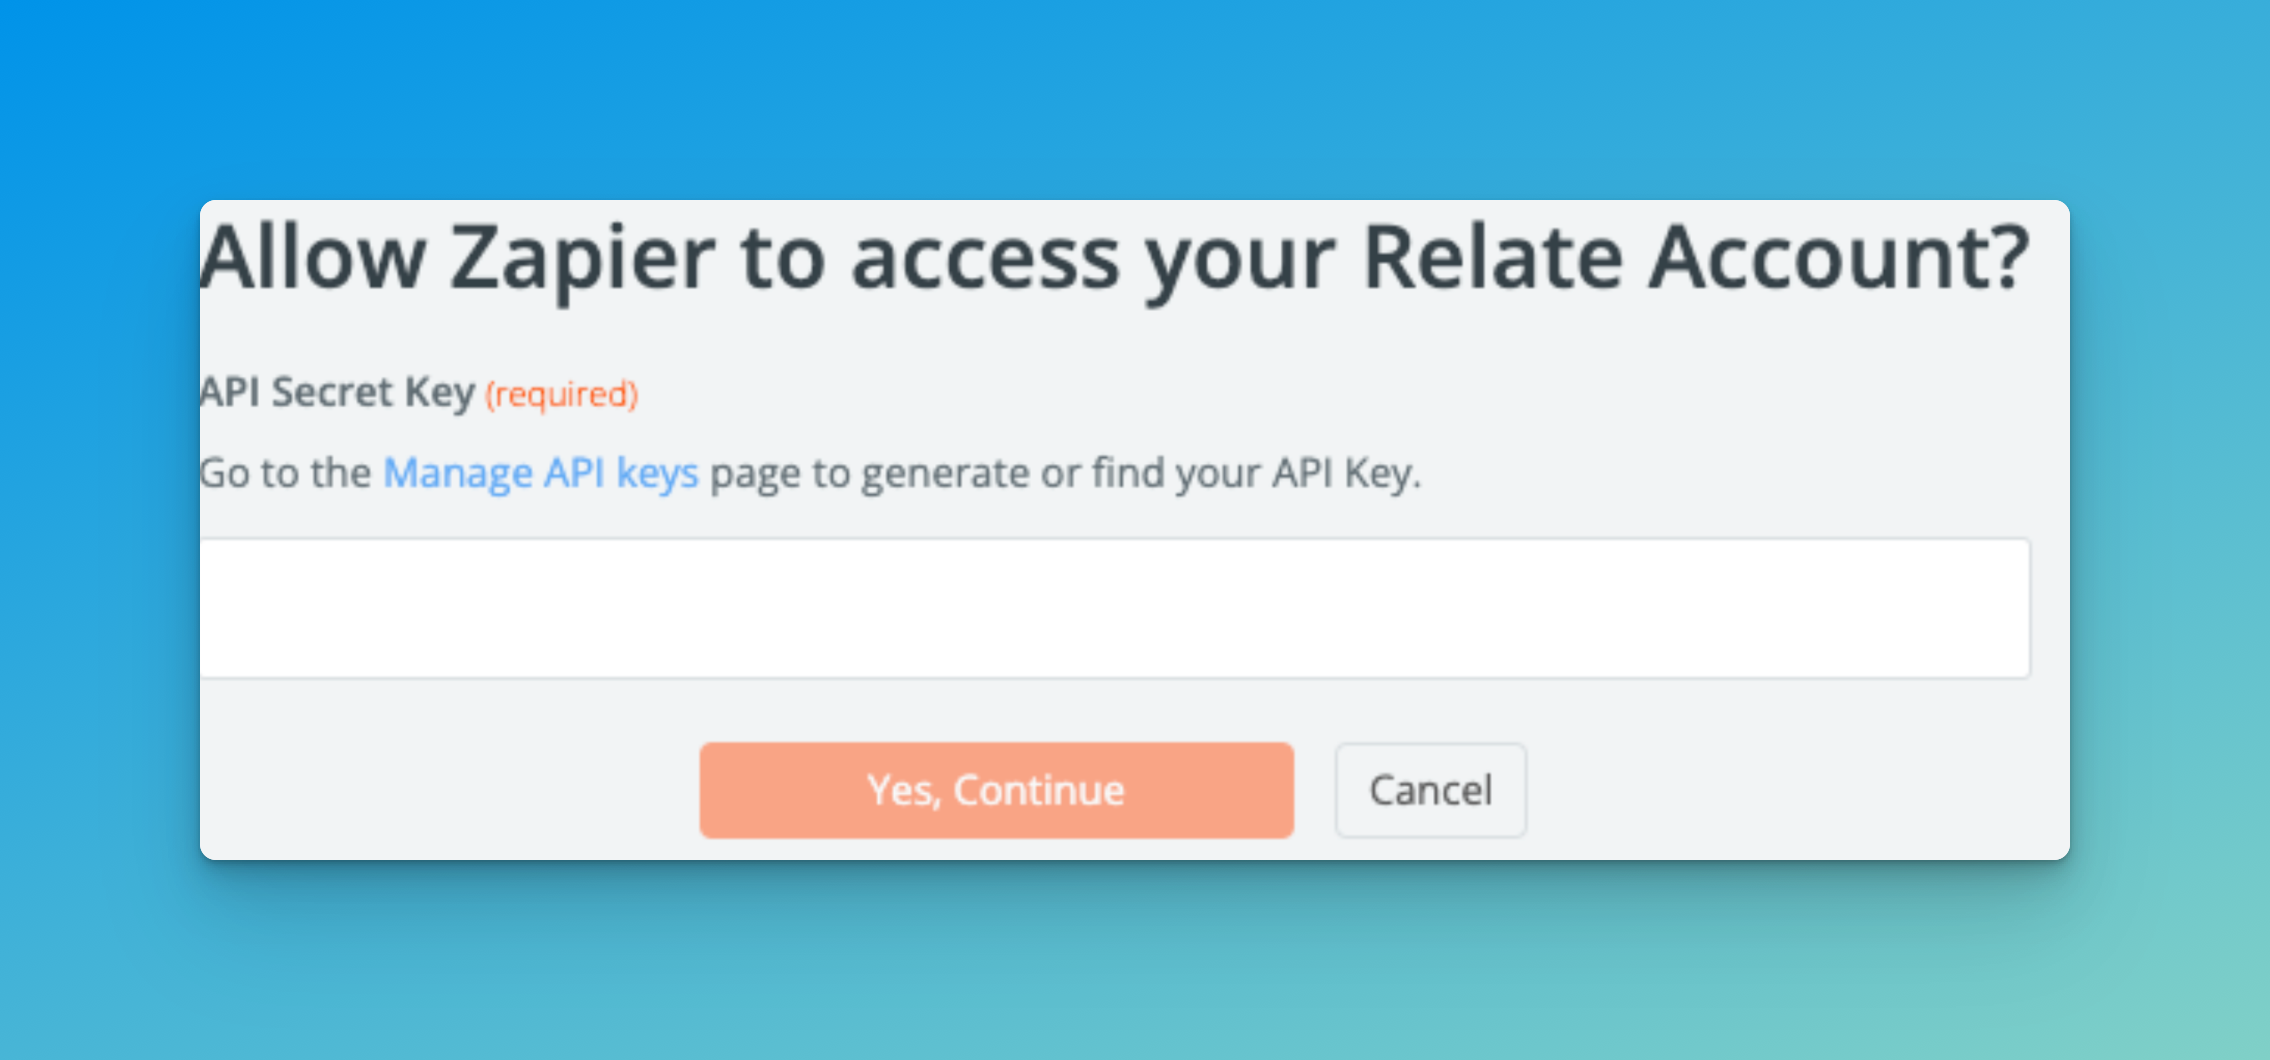 Allow Zapier to access your Relate Account?
API Secret Key (required)
Go to the Manage API keys page to generate or find your API Key.
Yes, Continue
Cancel